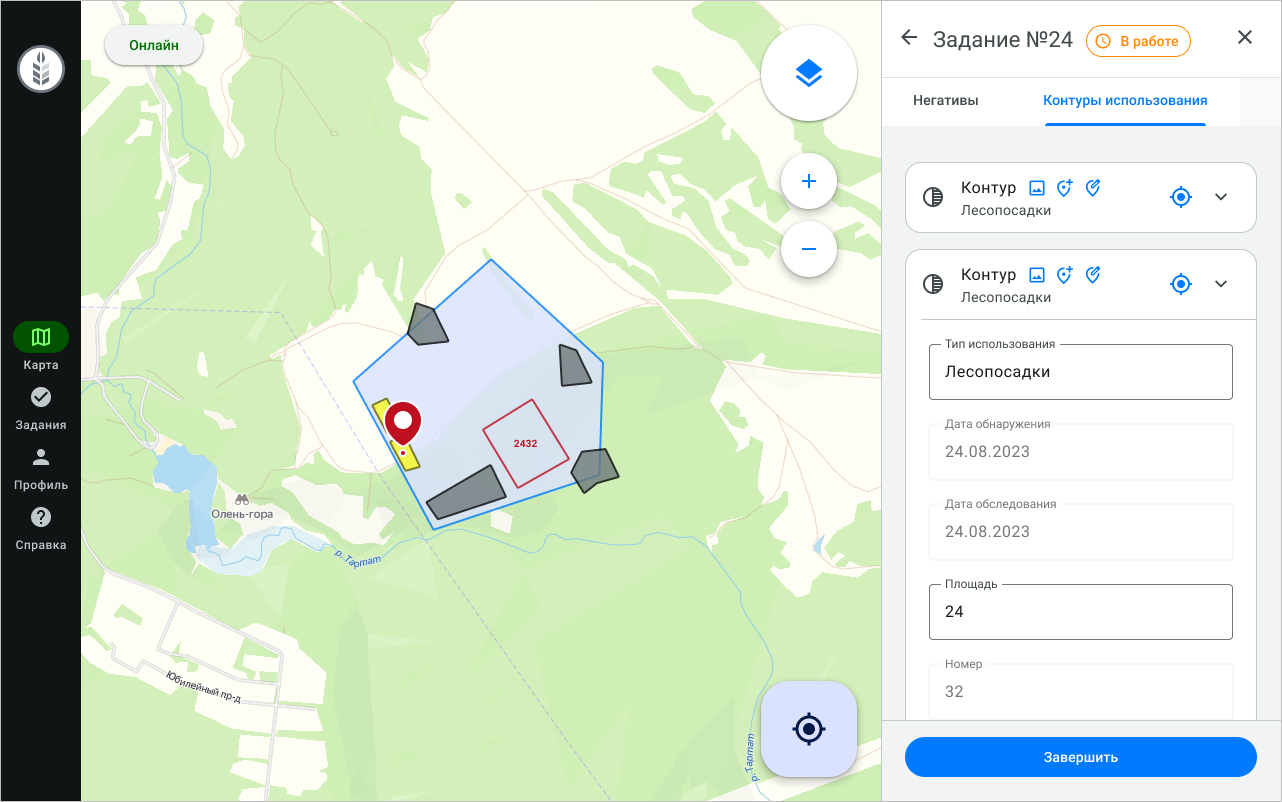 Онлайн
Карта
Задания
Профиль
Справка
2432
Олень-гора
р. Тартат
Юбилейный пр-д
р. Тартат
Задание №24
В работе
Негативы
Контуры использования
Контур
Лесопосадки
Контур
Лесопосадки
Тип использования
Лесопосадки
Дата обнаружения
24.08.2023
Дата обследования
24.08.2023
Площадь
24
Номер
32
Завершить